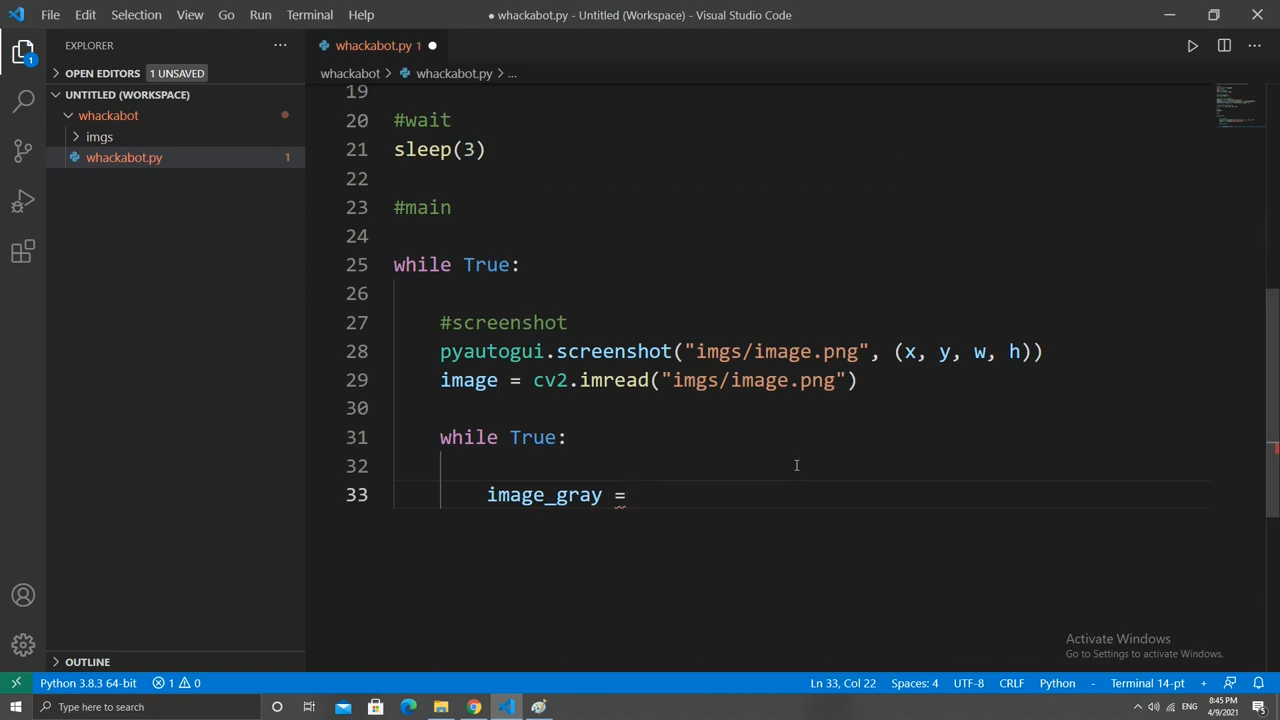 File Edit Selection View Go Run Terminal Help
● whackabot.py - Untitled (Workspace) - Visual Studio Code
EXPLORER
whackabot.py 1
OPEN EDITORS 1 UNSAVED
whackabot > whackabot.py > ...
UNTITLED (WORKSPACE)
whackabot
imgs
whackabot.py 1
1
19
20 #wait
21 sleep(3)
22
23 #main
24
25 while True:
26
27 #screenshot
28 pyautogui.screenshot("imgs/image.png", (x, y, w, h))
29 image = cv2.imread("imgs/image.png")
30
31 while True:
32
33 image_gray =
Activate Windows
Go to Settings to activate Windows.
OUTLINE
Python 3.8.3 64-bit 1 0 Ln 33, Col 22 Spaces: 4 UTF-8 CRLF Python - Terminal 14-pt +
Type here to search
ENG
8:45 PM
4/9/2021